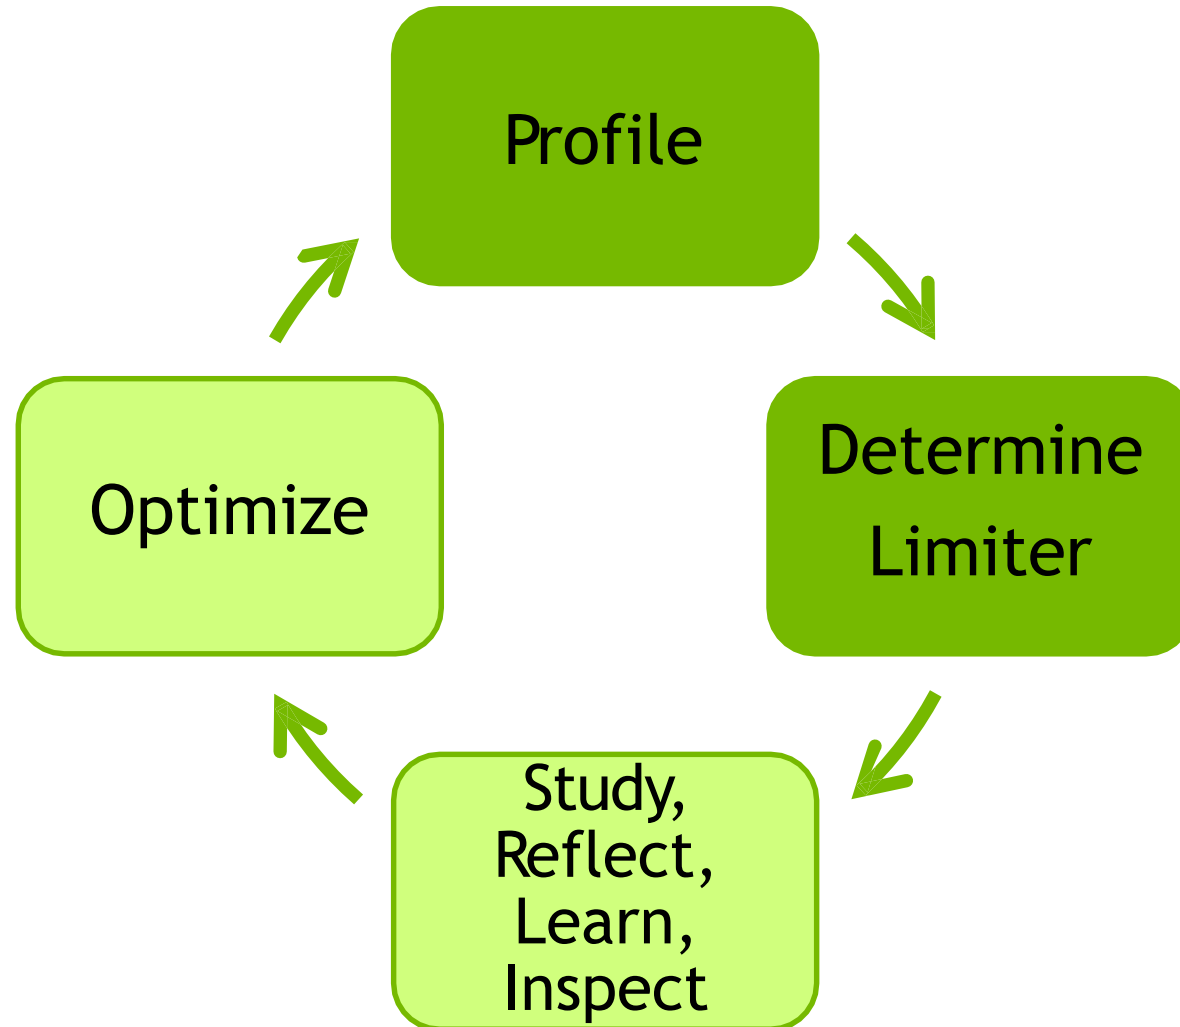 Profile
Determine
Limiter
Study,
Reflect,
Learn,
Inspect
Optimize